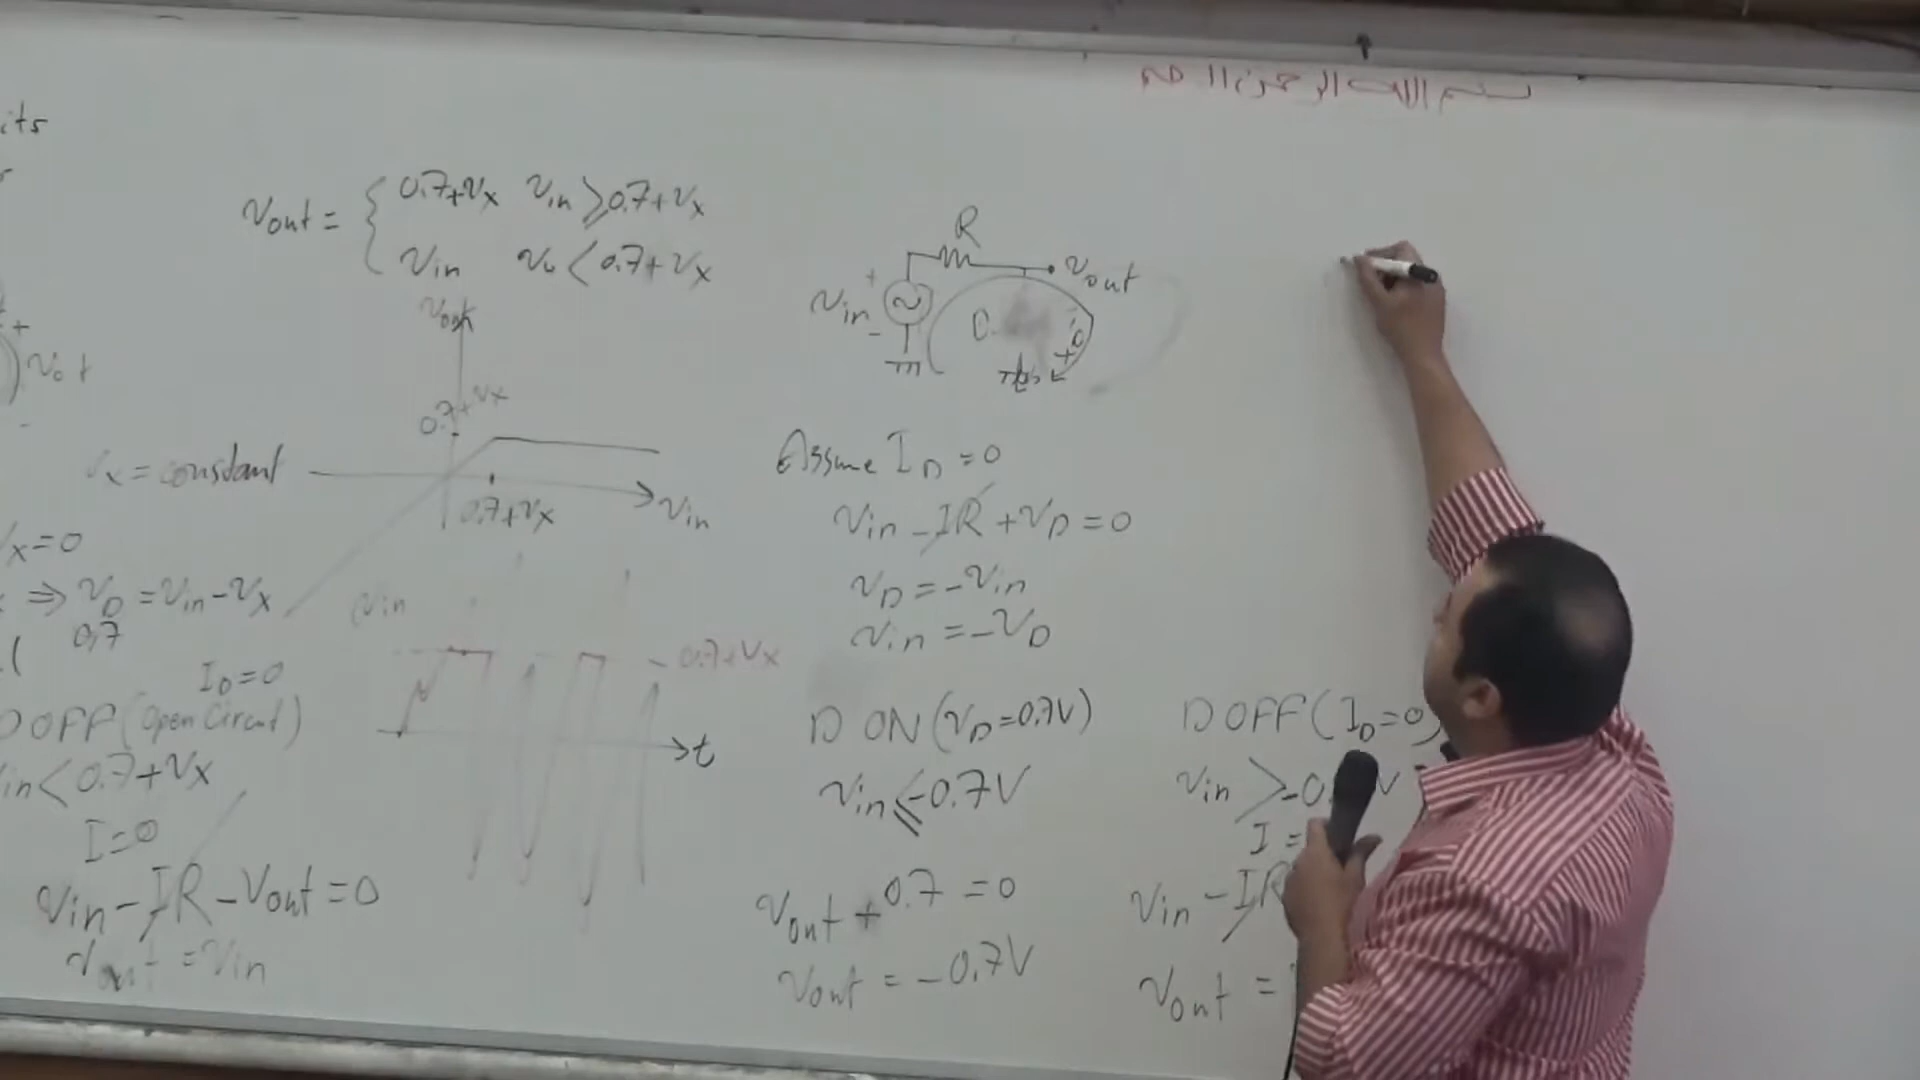 بسم الله الرحمن الرحيم
its
Vout = { 0.7+Vx Vin ≥ 0.7+Vx
Vin Vo < 0.7+Vx
Vout
0.7+Vx
Vx = constant
0.7+Vx
Vin
Vx=0
⇒ VD = Vin - Vx
0.7
ID=0
D OFF (Open Circuit)
Vin < 0.7+Vx
I=0
Vin - IR - Vout = 0
Vout = Vin
Vin
0.7+Vx
t
R
Vin + -
Vout
D
Assume ID = 0
Vin - IR + VD = 0
VD = -Vin
Vin = -VD
D ON (VD=0.7V)
Vin ≤ -0.7V
Vout + 0.7 = 0
Vout = -0.7V
D OFF (ID=0)
Vin > -0. V
I =
Vin - IR
Vout =